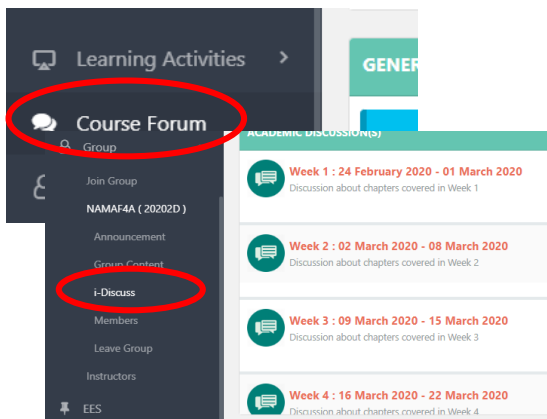 Learning Activities
GENER
Course Forum
Group
Join Group
NAMAF4A ( 20202D )
Announcement
Group Content
i-Discuss
Members
Leave Group
Instructors
EES
ACADEMIC DISCUSSION(S)
Week 1 : 24 February 2020 - 01 March 2020
Discussion about chapters covered in Week 1
Week 2 : 02 March 2020 - 08 March 2020
Discussion about chapters covered in Week 2
Week 3 : 09 March 2020 - 15 March 2020
Discussion about chapters covered in Week 3
Week 4 : 16 March 2020 - 22 March 2020
Discussion about chapters covered in Week 4